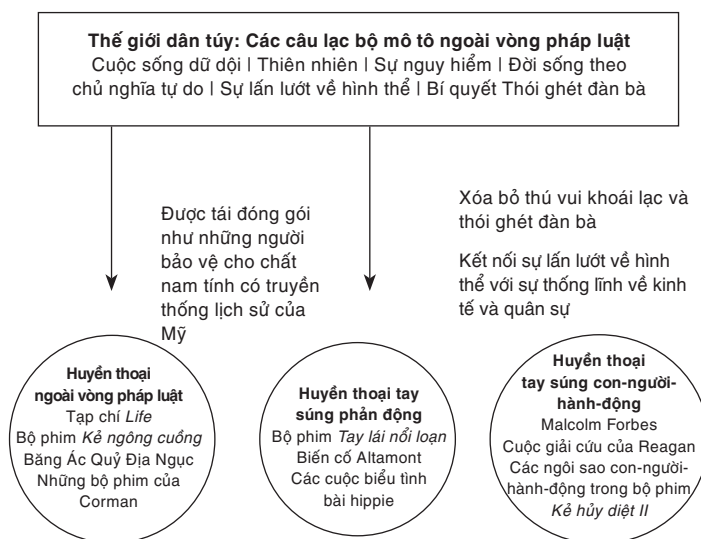 Thế giới dân túy: Các câu lạc bộ mô tô ngoài vòng pháp luật
Cuộc sống dữ dội | Thiên nhiên | Sự nguy hiểm | Đời sống theo
chủ nghĩa tự do | Sự lấn lướt về hình thể | Bí quyết Thói ghét đàn bà
Được tái đóng gói
như những người
bảo vệ cho chất
nam tính có truyền
thống lịch sử của
Mỹ
Xóa bỏ thú vui khoái lạc và
thói ghét đàn bà
Kết nối sự lấn lướt về hình
thể với sự thống lĩnh về kinh
tế và quân sự
Huyền thoại
ngoài vòng pháp luật
Tạp chí Life
Bộ phim Kẻ ngông cuồng
Băng Ác Quỷ Địa Ngục
Những bộ phim của
Corman
Huyền thoại tay
súng phản động
Bộ phim Tay lái nổi loạn
Biến cố Altamont
Các cuộc biểu tình
bài hippie
Huyền thoại
tay súng con-người-
hành-động
Malcolm Forbes
Cuộc giải cứu của Reagan
Các ngôi sao con-người-
hành-động trong bộ phim
Kẻ hủy diệt II